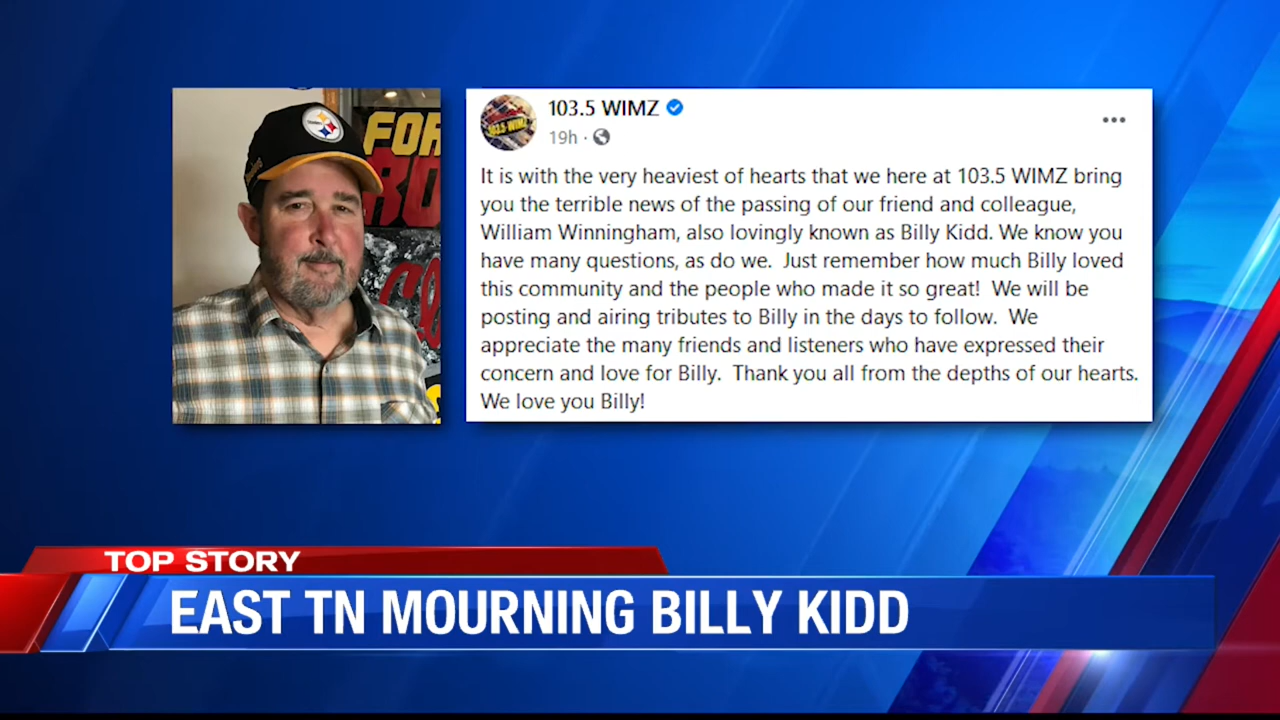 103.5 WIMZ
19h
It is with the very heaviest of hearts that we here at 103.5 WIMZ bring
you the terrible news of the passing of our friend and colleague,
William Winningham, also lovingly known as Billy Kidd. We know you
have many questions, as do we.  Just remember how much Billy loved
this community and the people who made it so great!  We will be
posting and airing tributes to Billy in the days to follow.  We
appreciate the many friends and listeners who have expressed their
concern and love for Billy.  Thank you all from the depths of our hearts.
We love you Billy!
TOP STORY
EAST TN MOURNING BILLY KIDD